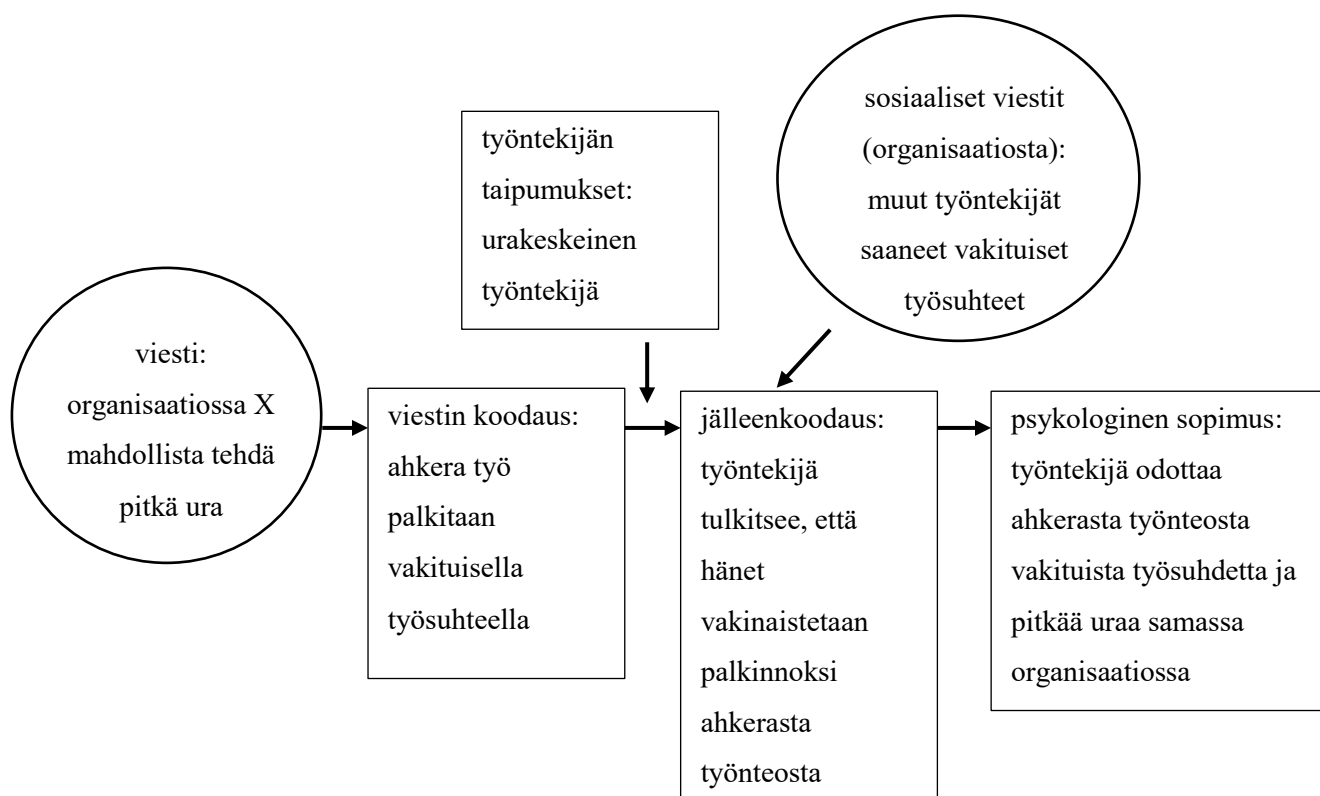 viesti:
organisaatiossa X
mahdollista tehdä
pitkä ura
viestin koodaus:
ahkera työ
palkitaan
vakituisella
työsuhteella
työntekijän
taipumukset:
urakeskeinen
työntekijä
sosiaaliset viestit
(organisaatiosta):
muut työntekijät
saaneet vakituiset
työsuhteet
jälleenkoodaus:
työntekijä
tulkitsee, että
hänet
vakinaistetaan
palkinnoksi
ahkerasta
työnteosta
psykologinen sopimus:
työntekijä odottaa
ahkerasta työnteosta
vakituista työsuhdetta ja
pitkää uraa samassa
organisaatiossa